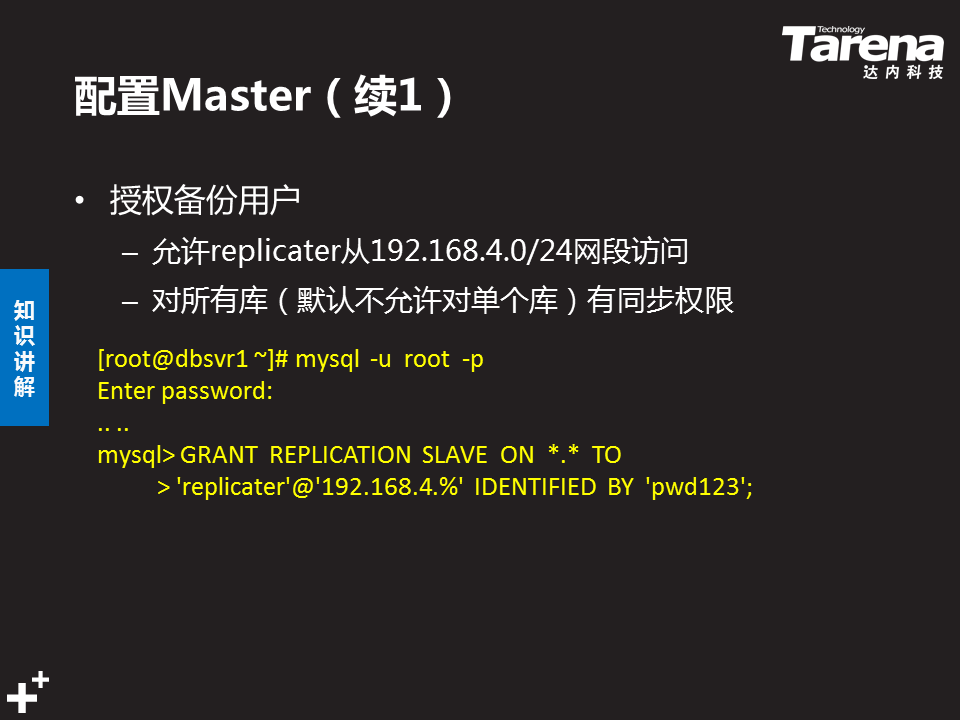 Technology
Tarena
达内科技
配置Master（续1）
• 授权备份用户
– 允许replicater从192.168.4.0/24网段访问
– 对所有库（默认不允许对单个库）有同步权限
知识讲解
[root@dbsvr1 ~]# mysql -u root -p
Enter password:
.. ..
mysql> GRANT REPLICATION SLAVE ON *.* TO
> 'replicater'@'192.168.4.%' IDENTIFIED BY 'pwd123';